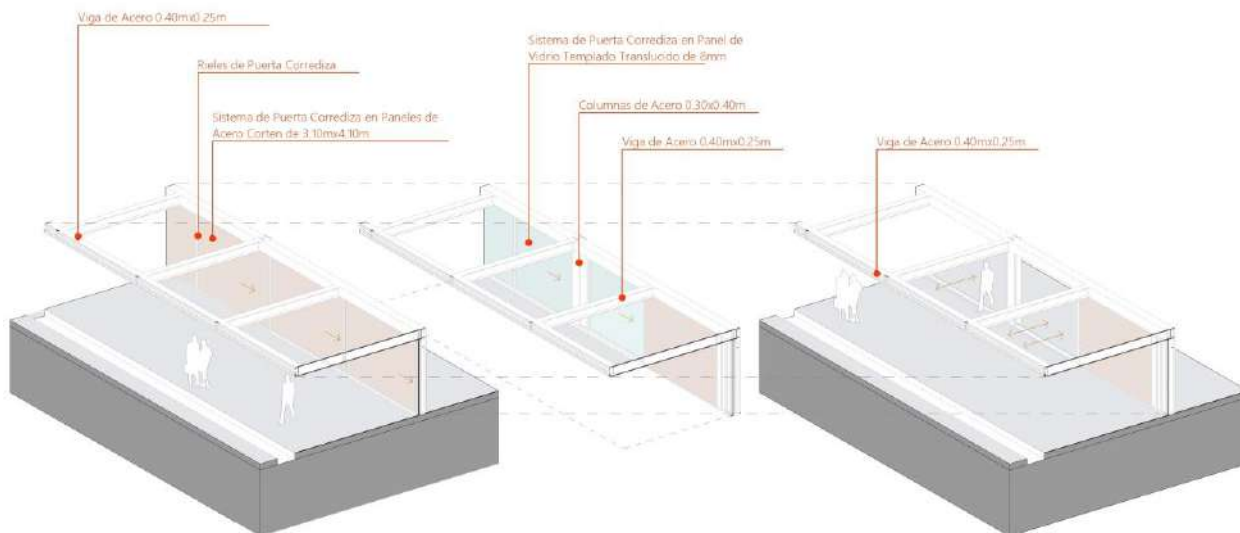 Viga de Acero 0.40mx0.25m
Rieles de Puerta Corrediza
Sistema de Puerta Corrediza en Paneles de
Acero Corten de 3.10mx4.10m
Sistema de Puerta Corrediza en Panel de
Vidrio Templado Translucido de 8mm
Columnas de Acero 0.30x0.40m
Viga de Acero 0.40mx0.25m
Viga de Acero 0.40mx0.25m